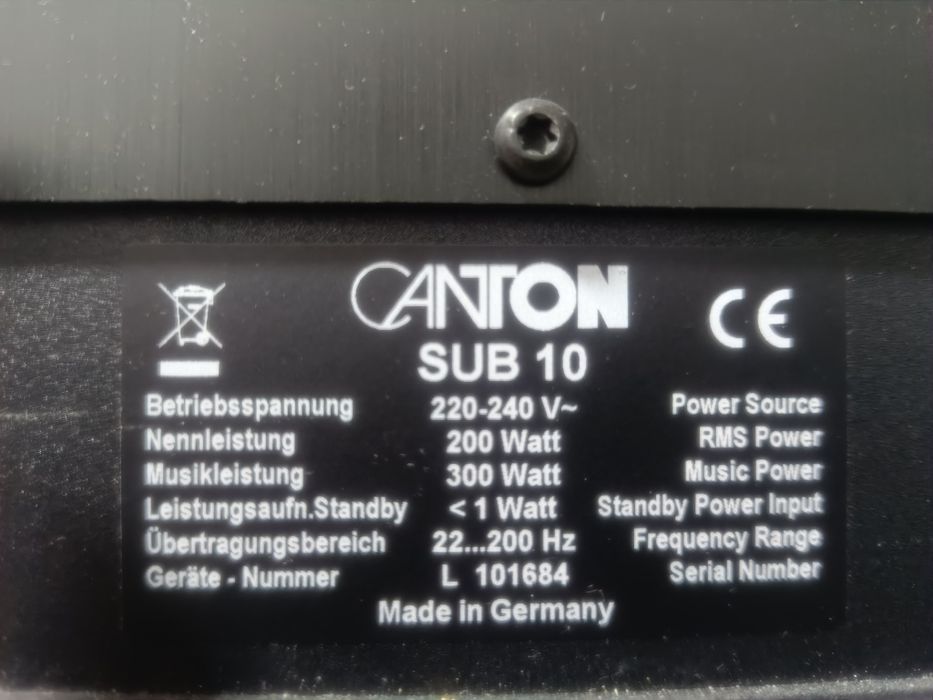 CANTON
CE
SUB 10
Betriebsspannung 220-240 V~ Power Source
Nennleistung 200 Watt RMS Power
Musikleistung 300 Watt Music Power
Leistungsaufn.Standby < 1 Watt Standby Power Input
Übertragungsbereich 22...200 Hz Frequency Range
Geräte - Nummer L 101684 Serial Number
Made in Germany